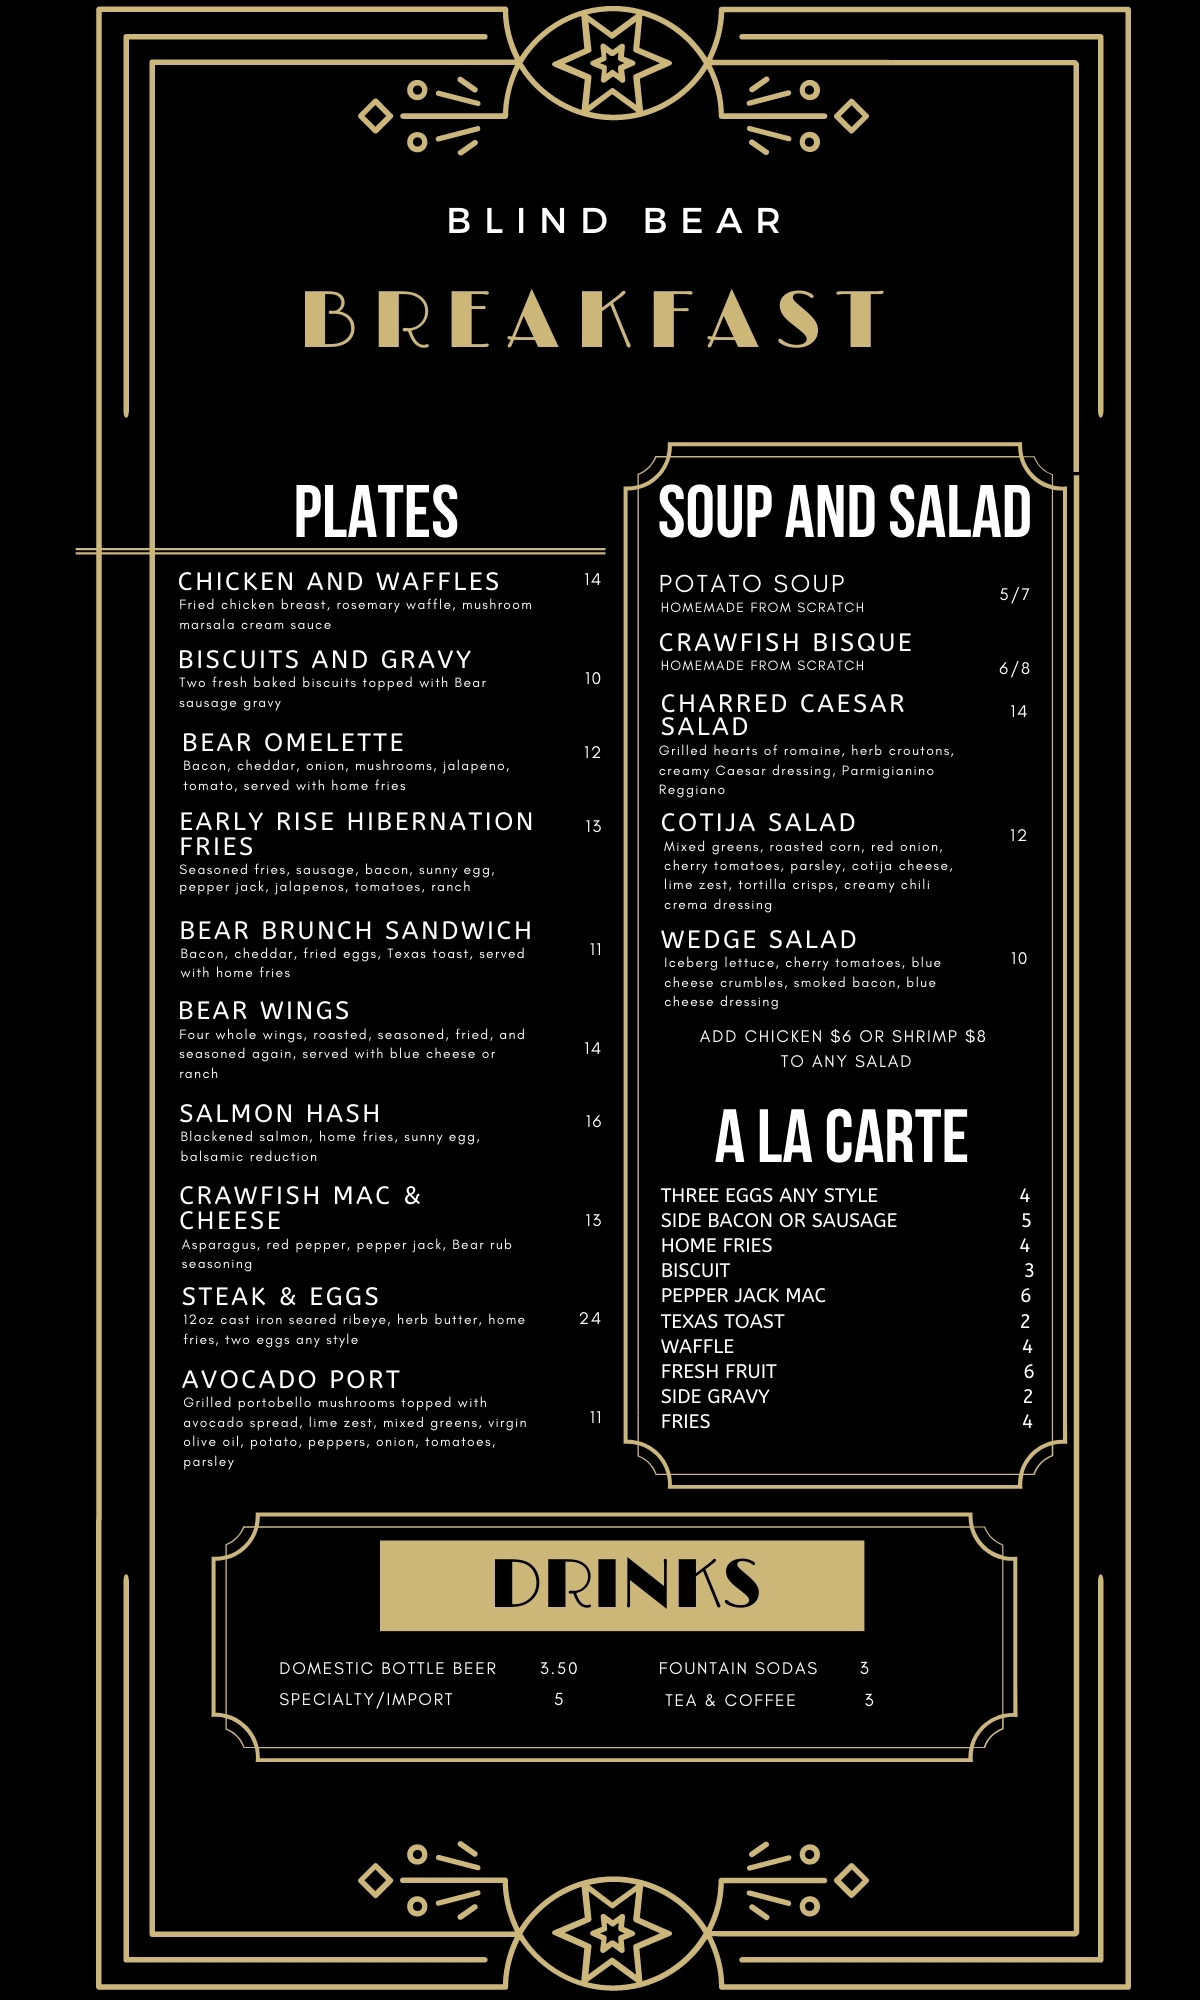 BLIND BEAR
BREAKFAST
PLATES
CHICKEN AND WAFFLES 14
Fried chicken breast, rosemary waffle, mushroom
marsala cream sauce
BISCUITS AND GRAVY
Two fresh baked biscuits topped with Bear 10
sausage gravy
BEAR OMELETTE 12
Bacon, cheddar, onion, mushrooms, jalapeno,
tomato, served with home fries
EARLY RISE HIBERNATION 13
FRIES
Seasoned fries, sausage, bacon, sunny egg,
pepper jack, jalapenos, tomatoes, ranch
BEAR BRUNCH SANDWICH
Bacon, cheddar, fried eggs, Texas toast, served 11
with home fries
BEAR WINGS
Four whole wings, roasted, seasoned, fried, and
seasoned again, served with blue cheese or 14
ranch
SALMON HASH 16
Blackened salmon, home fries, sunny egg,
balsamic reduction
CRAWFISH MAC &
CHEESE 13
Asparagus, red pepper, pepper jack, Bear rub
seasoning
STEAK & EGGS
12oz cast iron seared ribeye, herb butter, home 24
fries, two eggs any style
AVOCADO PORT
Grilled portobello mushrooms topped with
avocado spread, lime zest, mixed greens, virgin 11
olive oil, potato, peppers, onion, tomatoes,
parsley
SOUP AND SALAD
POTATO SOUP 5/7
HOMEMADE FROM SCRATCH
CRAWFISH BISQUE
HOMEMADE FROM SCRATCH 6/8
CHARRED CAESAR 14
SALAD
Grilled hearts of romaine, herb croutons,
creamy Caesar dressing, Parmigianino
Reggiano
COTIJA SALAD 12
Mixed greens, roasted corn, red onion,
cherry tomatoes, parsley, cotija cheese,
lime zest, tortilla crisps, creamy chili
crema dressing
WEDGE SALAD
Iceberg lettuce, cherry tomatoes, blue 10
cheese crumbles, smoked bacon, blue
cheese dressing
ADD CHICKEN $6 OR SHRIMP $8
TO ANY SALAD
A LA CARTE
THREE EGGS ANY STYLE 4
SIDE BACON OR SAUSAGE 5
HOME FRIES 4
BISCUIT 3
PEPPER JACK MAC 6
TEXAS TOAST 2
WAFFLE 4
FRESH FRUIT 6
SIDE GRAVY 2
FRIES 4
DRINKS
DOMESTIC BOTTLE BEER 3.50 FOUNTAIN SODAS 3
SPECIALTY/IMPORT 5 TEA & COFFEE 3